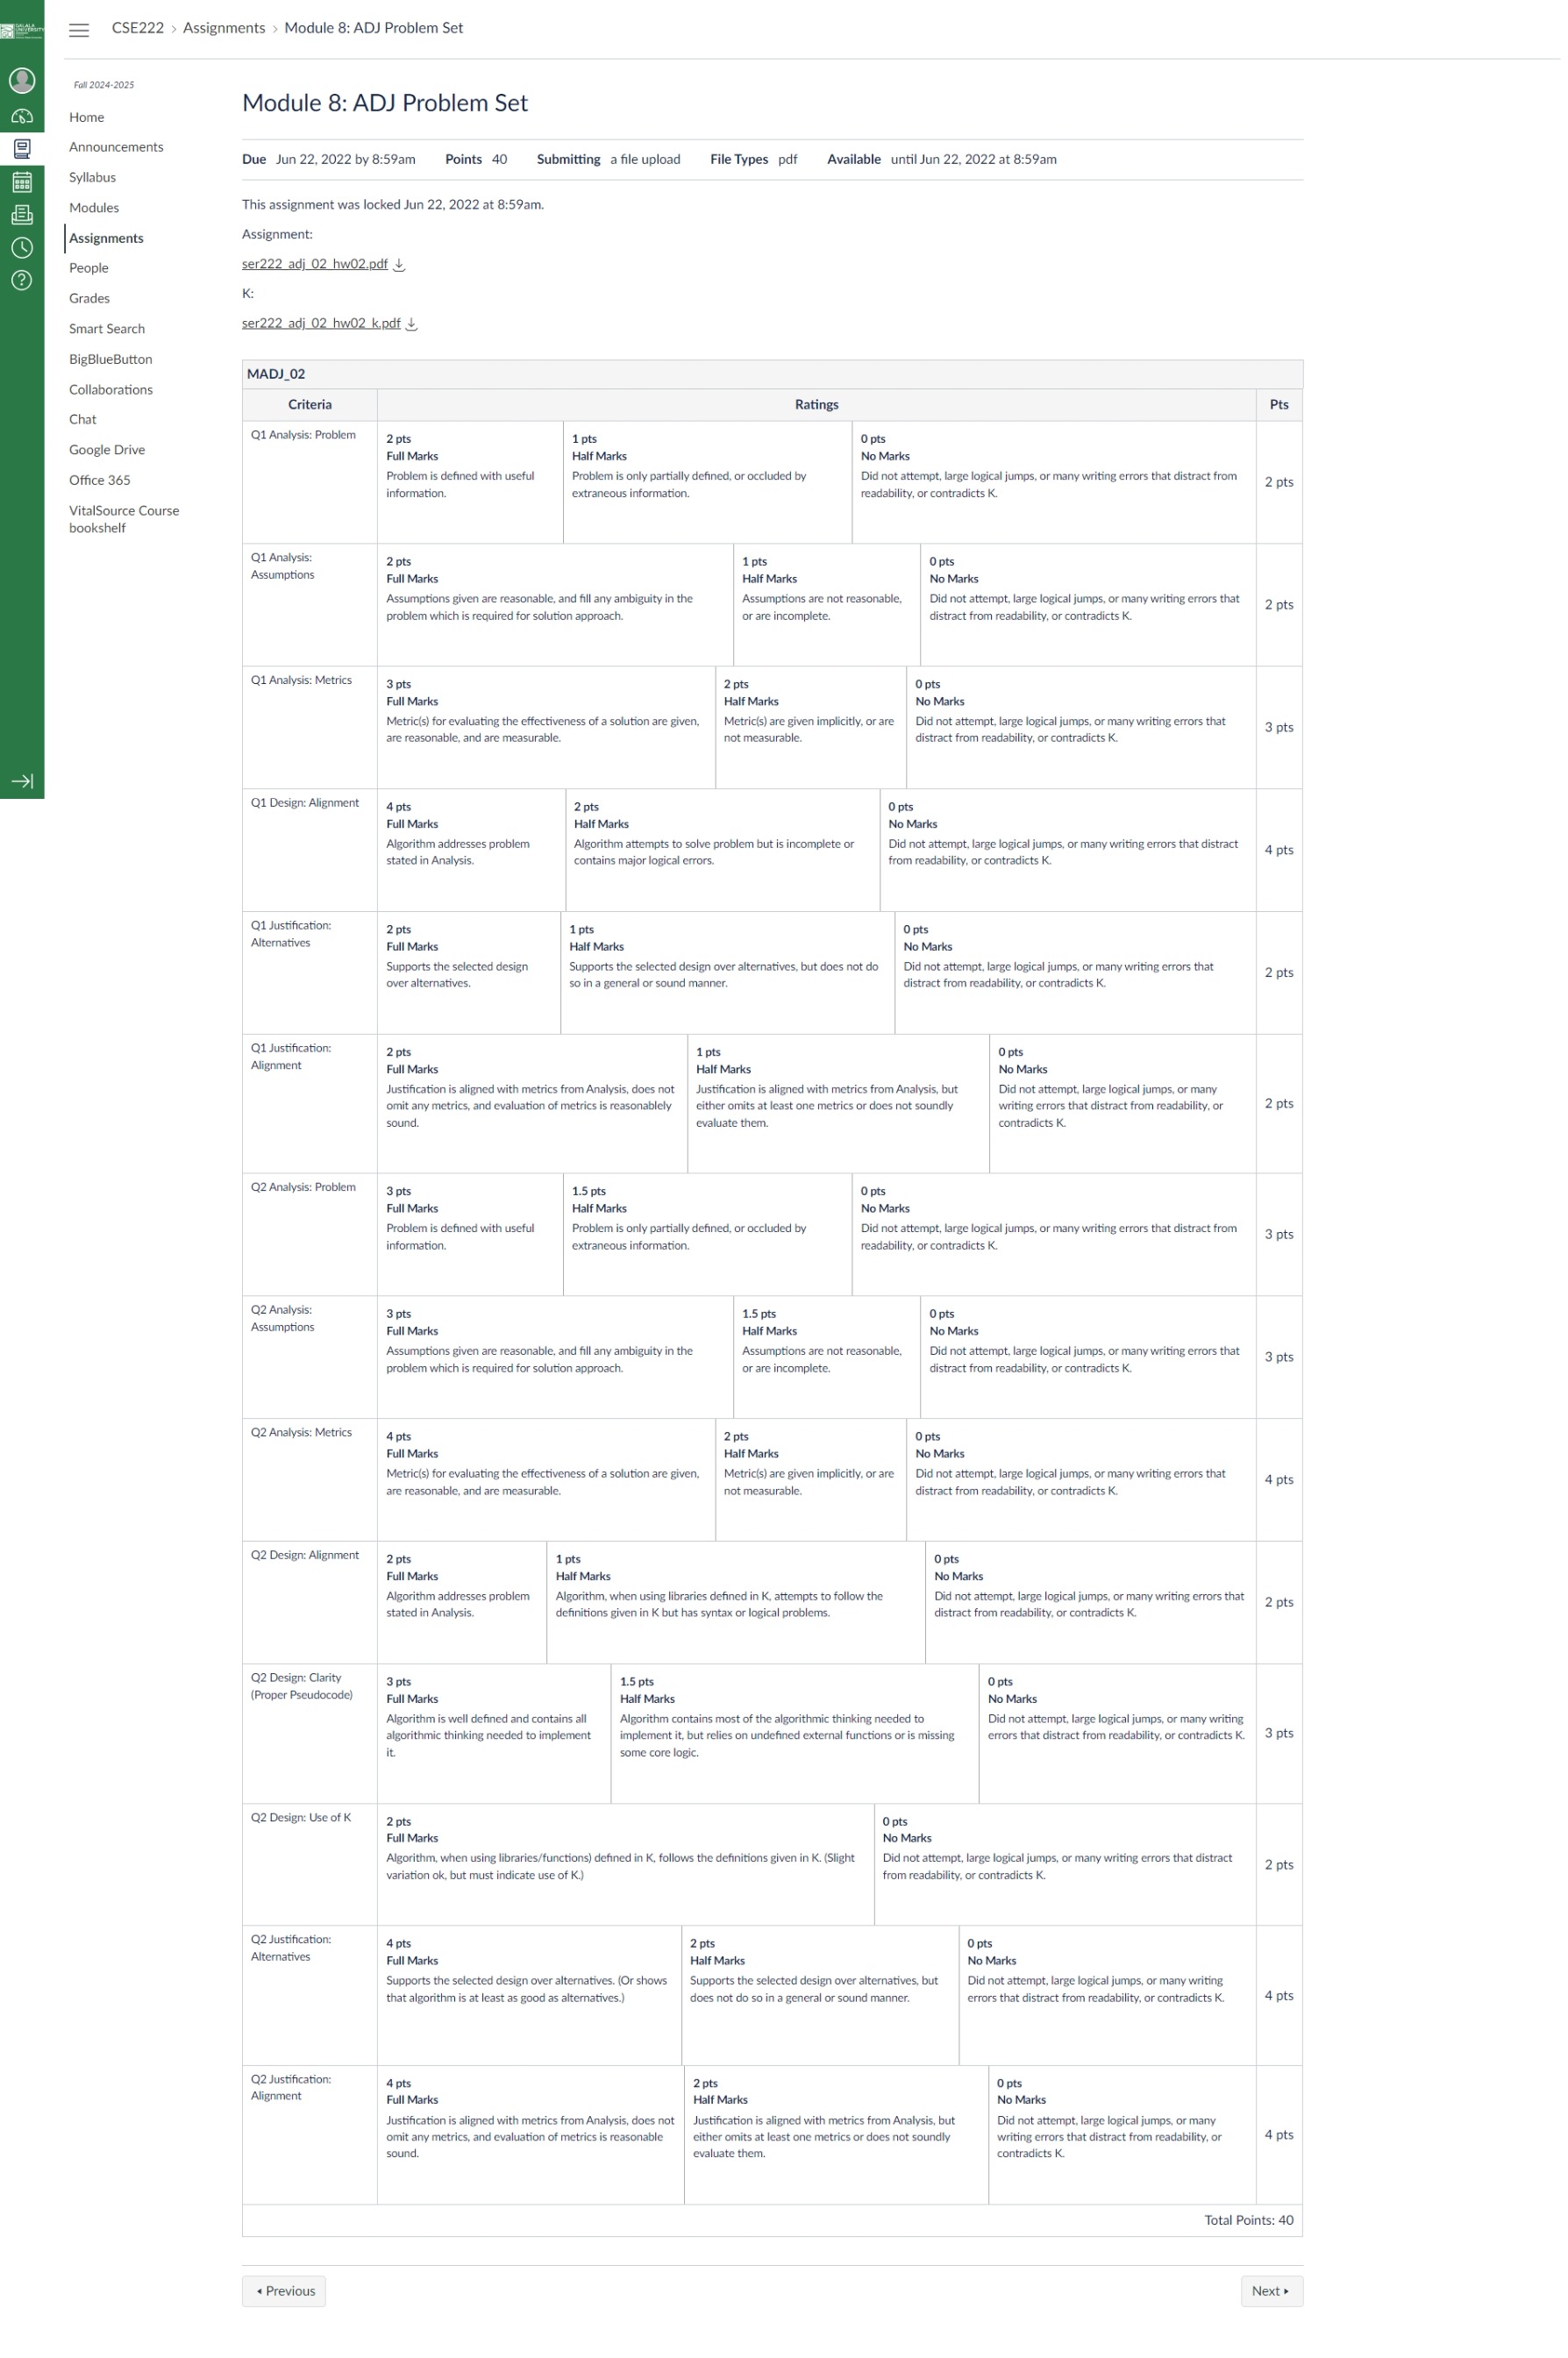 GALALA
UNIVERSITY
CSE222 › Assignments › Module 8: ADJ Problem Set
Fall 2024-2025
Home
Announcements
Syllabus
Modules
Assignments
People
Grades
Smart Search
BigBlueButton
Collaborations
Chat
Google Drive
Office 365
VitalSource Course
bookshelf
Module 8: ADJ Problem Set
Due Jun 22, 2022 by 8:59am Points 40 Submitting a file upload File Types pdf Available until Jun 22, 2022 at 8:59am
This assignment was locked Jun 22, 2022 at 8:59am.
Assignment:
ser222_adj_02_hw02.pdf
K:
ser222_adj_02_hw02_k.pdf
MADJ_02
Criteria Ratings Pts
Q1 Analysis: Problem
2 pts
Full Marks
Problem is defined with useful
information.
1 pts
Half Marks
Problem is only partially defined, or occluded by
extraneous information.
0 pts
No Marks
Did not attempt, large logical jumps, or many writing errors that distract from
readability, or contradicts K.
2 pts
Q1 Analysis:
Assumptions
2 pts
Full Marks
Assumptions given are reasonable, and fill any ambiguity in the
problem which is required for solution approach.
1 pts
Half Marks
Assumptions are not reasonable,
or are incomplete.
0 pts
No Marks
Did not attempt, large logical jumps, or many writing errors that
distract from readability, or contradicts K.
2 pts
Q1 Analysis: Metrics
3 pts
Full Marks
Metric(s) for evaluating the effectiveness of a solution are given,
are reasonable, and are measurable.
2 pts
Half Marks
Metric(s) are given implicitly, or are
not measurable.
0 pts
No Marks
Did not attempt, large logical jumps, or many writing errors that
distract from readability, or contradicts K.
3 pts
Q1 Design: Alignment
4 pts
Full Marks
Algorithm addresses problem
stated in Analysis.
2 pts
Half Marks
Algorithm attempts to solve problem but is incomplete or
contains major logical errors.
0 pts
No Marks
Did not attempt, large logical jumps, or many writing errors that distract
from readability, or contradicts K.
4 pts
Q1 Justification:
Alternatives
2 pts
Full Marks
Supports the selected design
over alternatives.
1 pts
Half Marks
Supports the selected design over alternatives, but does not do
so in a general or sound manner.
0 pts
No Marks
Did not attempt, large logical jumps, or many writing errors that
distract from readability, or contradicts K.
2 pts
Q1 Justification:
Alignment
2 pts
Full Marks
Justification is aligned with metrics from Analysis, does not
omit any metrics, and evaluation of metrics is reasonablely
sound.
1 pts
Half Marks
Justification is aligned with metrics from Analysis, but
either omits at least one metrics or does not soundly
evaluate them.
0 pts
No Marks
Did not attempt, large logical jumps, or many
writing errors that distract from readability, or
contradicts K.
2 pts
Q2 Analysis: Problem
3 pts
Full Marks
Problem is defined with useful
information.
1.5 pts
Half Marks
Problem is only partially defined, or occluded by
extraneous information.
0 pts
No Marks
Did not attempt, large logical jumps, or many writing errors that distract from
readability, or contradicts K.
3 pts
Q2 Analysis:
Assumptions
3 pts
Full Marks
Assumptions given are reasonable, and fill any ambiguity in the
problem which is required for solution approach.
1.5 pts
Half Marks
Assumptions are not reasonable,
or are incomplete.
0 pts
No Marks
Did not attempt, large logical jumps, or many writing errors that
distract from readability, or contradicts K.
3 pts
Q2 Analysis: Metrics
4 pts
Full Marks
Metric(s) for evaluating the effectiveness of a solution are given,
are reasonable, and are measurable.
2 pts
Half Marks
Metric(s) are given implicitly, or are
not measurable.
0 pts
No Marks
Did not attempt, large logical jumps, or many writing errors that
distract from readability, or contradicts K.
4 pts
Q2 Design: Alignment
2 pts
Full Marks
Algorithm addresses problem
stated in Analysis.
1 pts
Half Marks
Algorithm, when using libraries defined in K, attempts to follow the
definitions given in K but has syntax or logical problems.
0 pts
No Marks
Did not attempt, large logical jumps, or many writing errors that
distract from readability, or contradicts K.
2 pts
Q2 Design: Clarity
(Proper Pseudocode)
3 pts
Full Marks
Algorithm is well defined and contains all
algorithmic thinking needed to implement
it.
1.5 pts
Half Marks
Algorithm contains most of the algorithmic thinking needed to
implement it, but relies on undefined external functions or is missing
some core logic.
0 pts
No Marks
Did not attempt, large logical jumps, or many writing
errors that distract from readability, or contradicts K.
3 pts
Q2 Design: Use of K
2 pts
Full Marks
Algorithm, when using libraries/functions) defined in K, follows the definitions given in K. (Slight
variation ok, but must indicate use of K.)
0 pts
No Marks
Did not attempt, large logical jumps, or many writing errors that distract
from readability, or contradicts K.
2 pts
Q2 Justification:
Alternatives
4 pts
Full Marks
Supports the selected design over alternatives. (Or shows
that algorithm is at least as good as alternatives.)
2 pts
Half Marks
Supports the selected design over alternatives, but
does not do so in a general or sound manner.
0 pts
No Marks
Did not attempt, large logical jumps, or many writing
errors that distract from readability, or contradicts K.
4 pts
Q2 Justification:
Alignment
4 pts
Full Marks
Justification is aligned with metrics from Analysis, does not
omit any metrics, and evaluation of metrics is reasonable
sound.
2 pts
Half Marks
Justification is aligned with metrics from Analysis, but
either omits at least one metrics or does not soundly
evaluate them.
0 pts
No Marks
Did not attempt, large logical jumps, or many
writing errors that distract from readability, or
contradicts K.
4 pts
Total Points: 40
Previous
Next